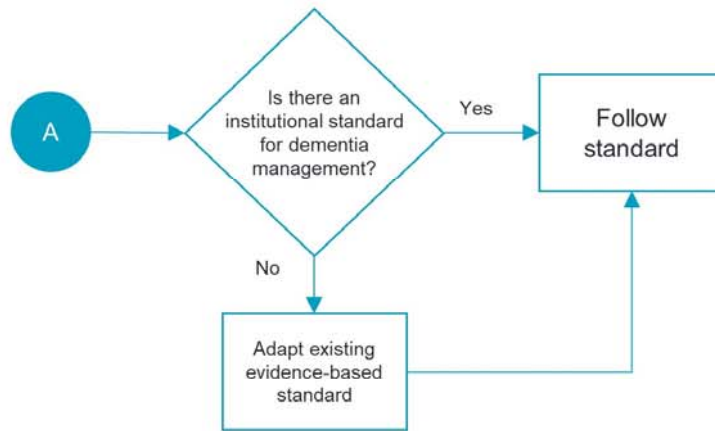 A
Is there an
institutional standard
for dementia
management?
Yes
Follow
standard
No
Adapt existing
evidence-based
standard